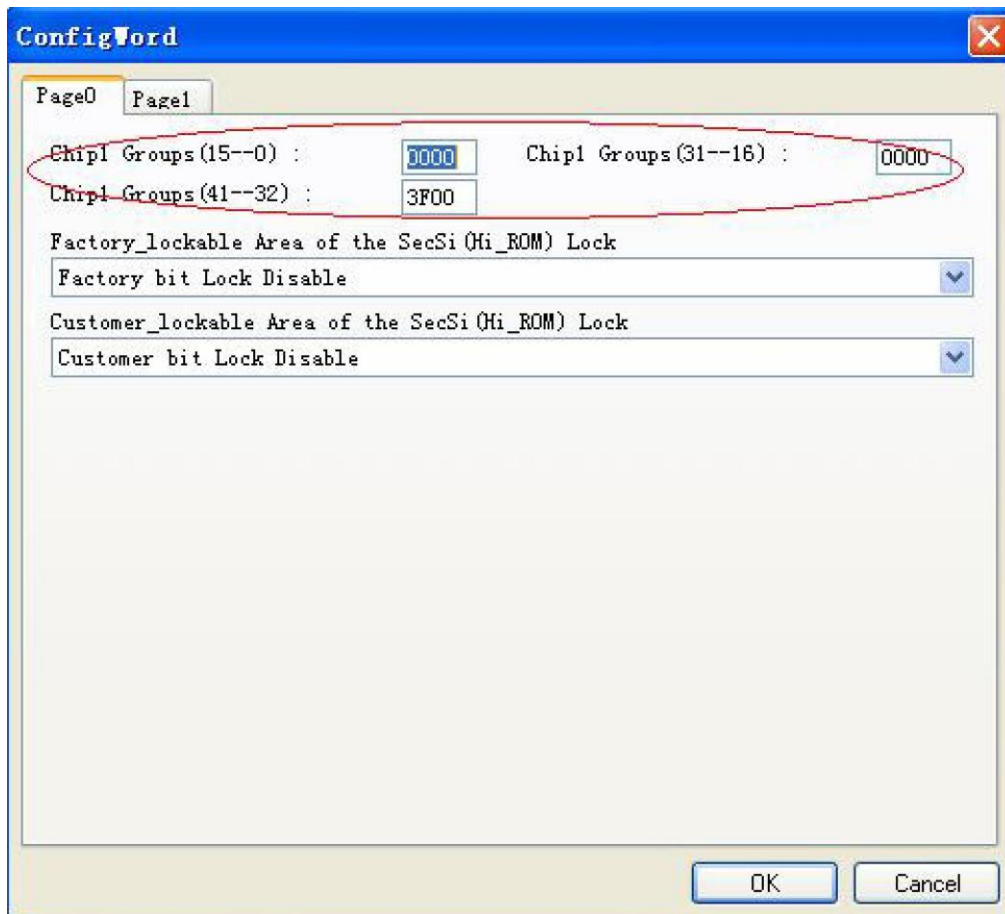 ConfigWord
Page0 Page1
Chip1 Groups(15--0) : 0000 Chip1 Groups(31--16) : 0000
Chip1 Groups(41--32) : 3F00
Factory_lockable Area of the SecSi(Hi_ROM) Lock
Factory bit Lock Disable
Customer_lockable Area of the SecSi(Hi_ROM) Lock
Customer bit Lock Disable
OK Cancel